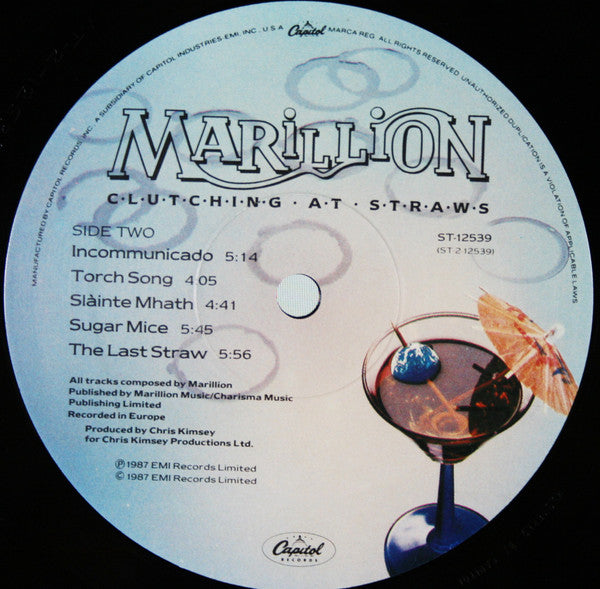 MANUFACTURED BY CAPITOL RECORDS, INC., A SUBSIDIARY OF CAPITOL INDUSTRIES-EMI, INC., U.S.A. Capitol MARCA REG. ALL RIGHTS RESERVED. UNAUTHORIZED DUPLICATION IS A VIOLATION OF APPLICABLE LAWS.
MARiLLiON
C·L·U·T·C·H·I·N·G · AT · S·T·R·A·W·S
SIDE TWO
ST-12539
(ST-2-12539)
Incommunicado 5:14
Torch Song 4:05
Slàinte Mhath 4:41
Sugar Mice 5:45
The Last Straw 5:56
All tracks composed by Marillion
Published by Marillion Music/Charisma Music
Publishing Limited
Recorded in Europe
Produced by Chris Kimsey
for Chris Kimsey Productions Ltd.
℗ 1987 EMI Records Limited
© 1987 EMI Records Limited
Capitol
RECORDS